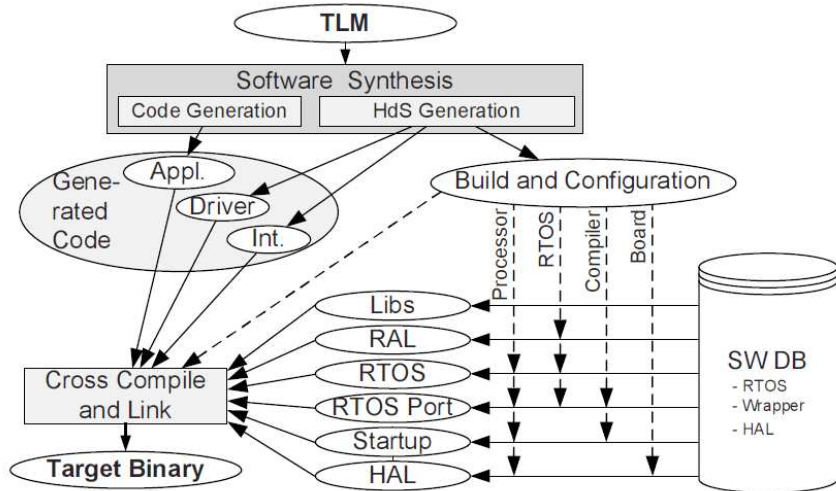 TLM
Software Synthesis
Code Generation
HdS Generation
Appl.
Gene-
rated
Code
Driver
Int.
Build and Configuration
Processor
RTOS
Compiler
Board
Libs
RAL
RTOS
RTOS Port
Startup
HAL
Cross Compile
and Link
Target Binary
SW DB
- RTOS
- Wrapper
- HAL